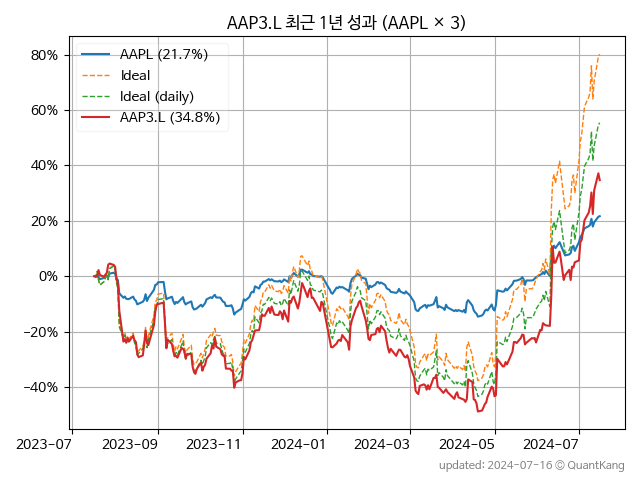 AAP3.L 최근 1년 성과 (AAPL × 3)
AAPL (21.7%)
Ideal
Ideal (daily)
AAP3.L (34.8%)
80%
60%
40%
20%
0%
−20%
−40%
2023−07 2023−09 2023−11 2024−01 2024−03 2024−05 2024−07
updated: 2024-07-16 © QuantKang